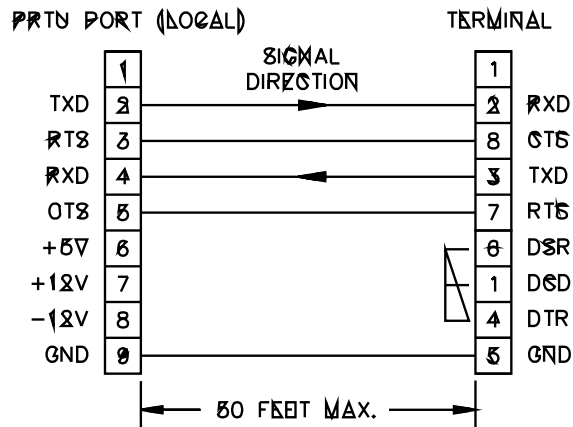 PRTU PORT (LOCAL) TERMINAL
SIGNAL
DIRECTION
1 1
TXD 2 2 RXD
RTS 3 8 CTS
RXD 4 3 TXD
CTS 5 7 RTS
+5V 6 6 DSR
+12V 7 1 DCD
-12V 8 4 DTR
GND 9 5 GND
50 FEET MAX.